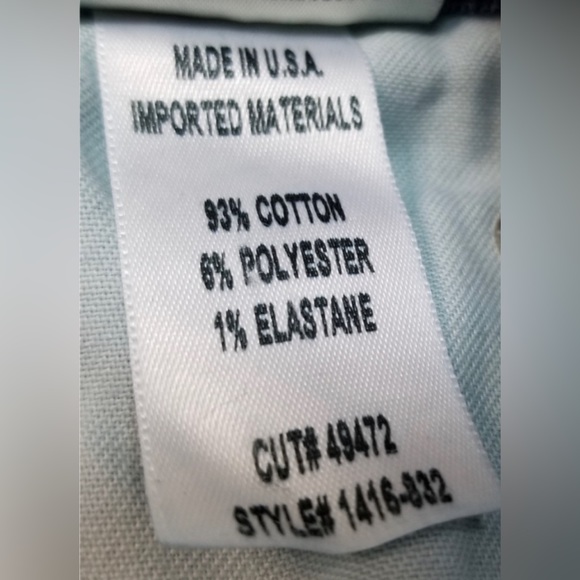 MADE IN U.S.A.
IMPORTED MATERIALS
93% COTTON
6% POLYESTER
1% ELASTANE
CUT# 49472
STYLE# 1416-832